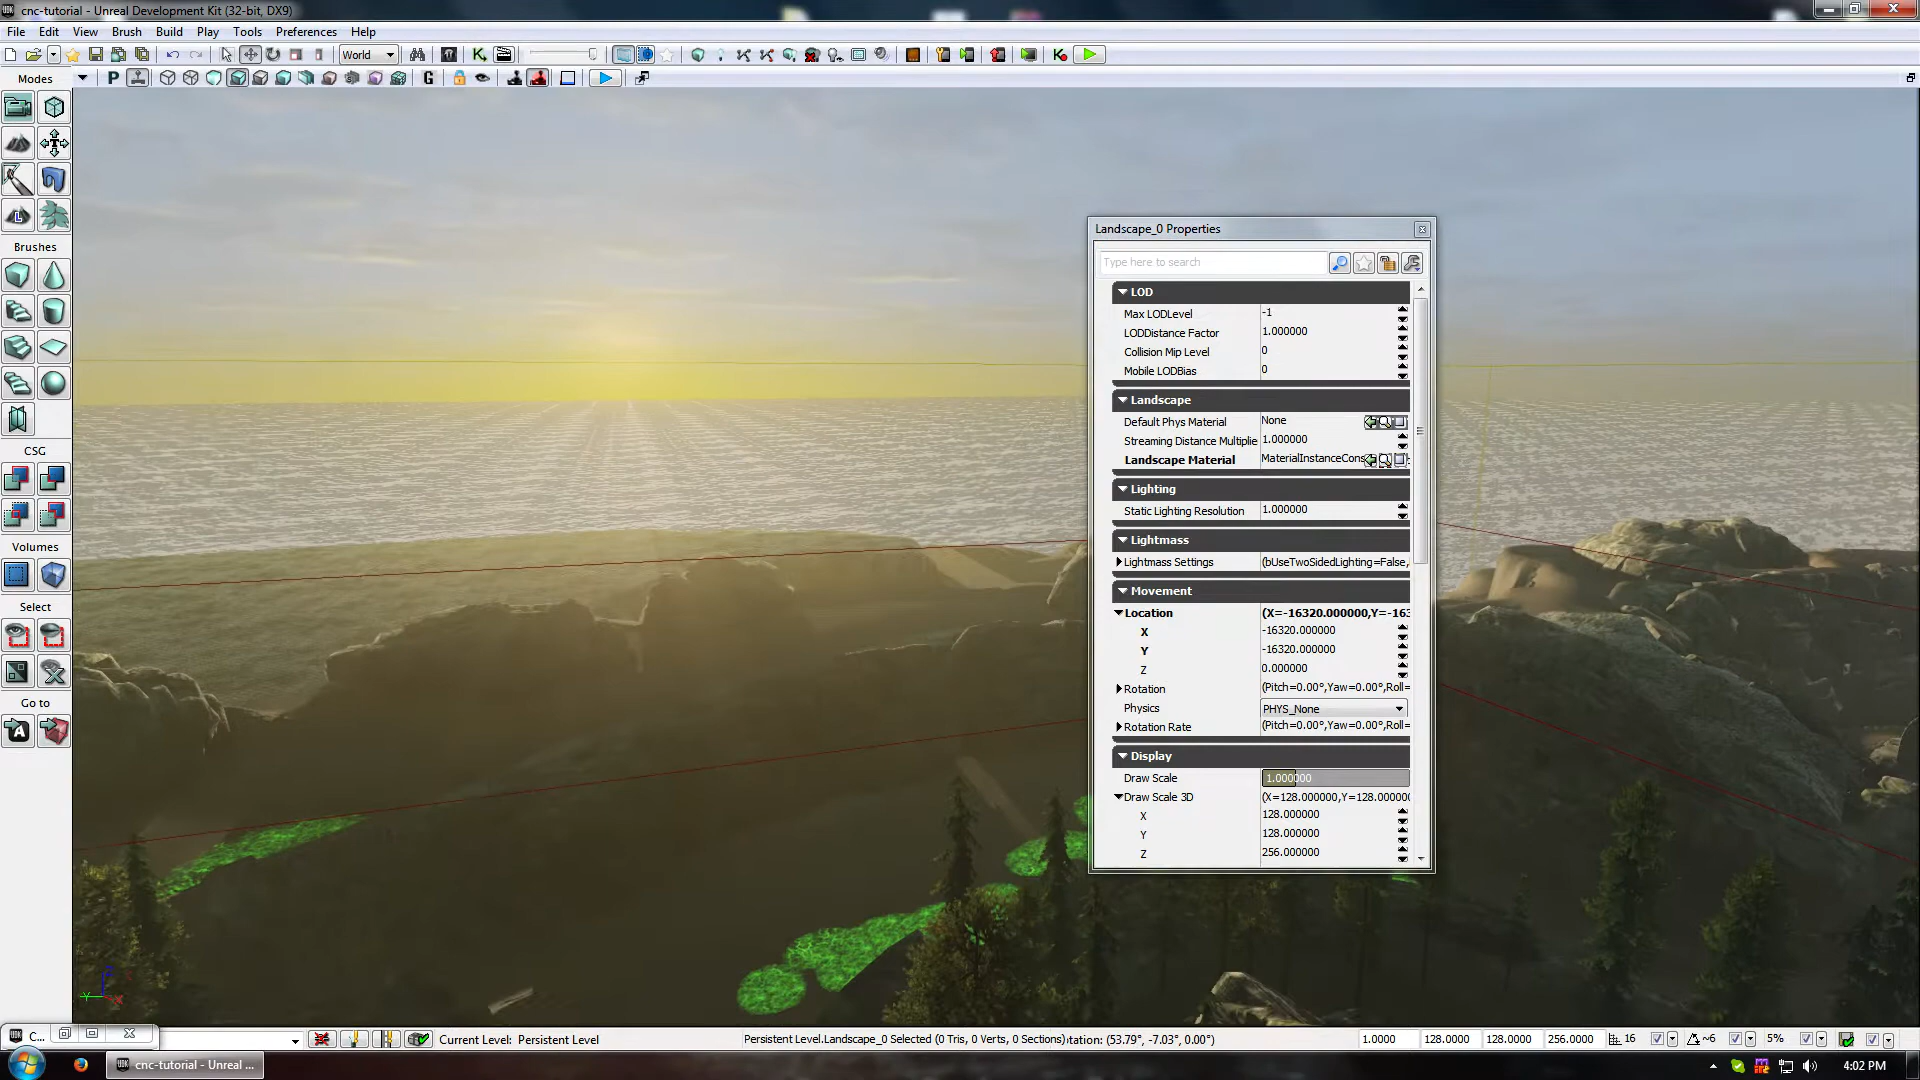 cnc-tutorial - Unreal Development Kit (32-bit, DX9)
File Edit View Brush Build Play Tools Preferences Help
World
Modes
P
G
Brushes
CSG
Volumes
Select
Go to
Landscape_0 Properties
Type here to search
LOD
Max LODLevel -1
LODDistance Factor 1.000000
Collision Mip Level 0
Mobile LODBias 0
Landscape
Default Phys Material None
Streaming Distance Multiplie 1.000000
Landscape Material MaterialInstanceCons
Lighting
Static Lighting Resolution 1.000000
Lightmass
Lightmass Settings (bUseTwoSidedLighting=False,
Movement
Location (X=-16320.000000,Y=-163
X -16320.000000
Y -16320.000000
Z 0.000000
Rotation (Pitch=0.00°,Yaw=0.00°,Roll=
Physics PHYS_None
Rotation Rate (Pitch=0.00°,Yaw=0.00°,Roll=
Display
Draw Scale 1.000000
Draw Scale 3D (X=128.000000,Y=128.000000
X 128.000000
Y 128.000000
Z 256.000000
C...
Current Level: Persistent Level
Persistent Level.Landscape_0 Selected (0 Tris, 0 Verts, 0 Sections)otation: (53.79°, -7.03°, 0.00°)
1.0000 128.0000 128.0000 256.0000 16 ~6 5%
cnc-tutorial - Unreal ...
4:02 PM